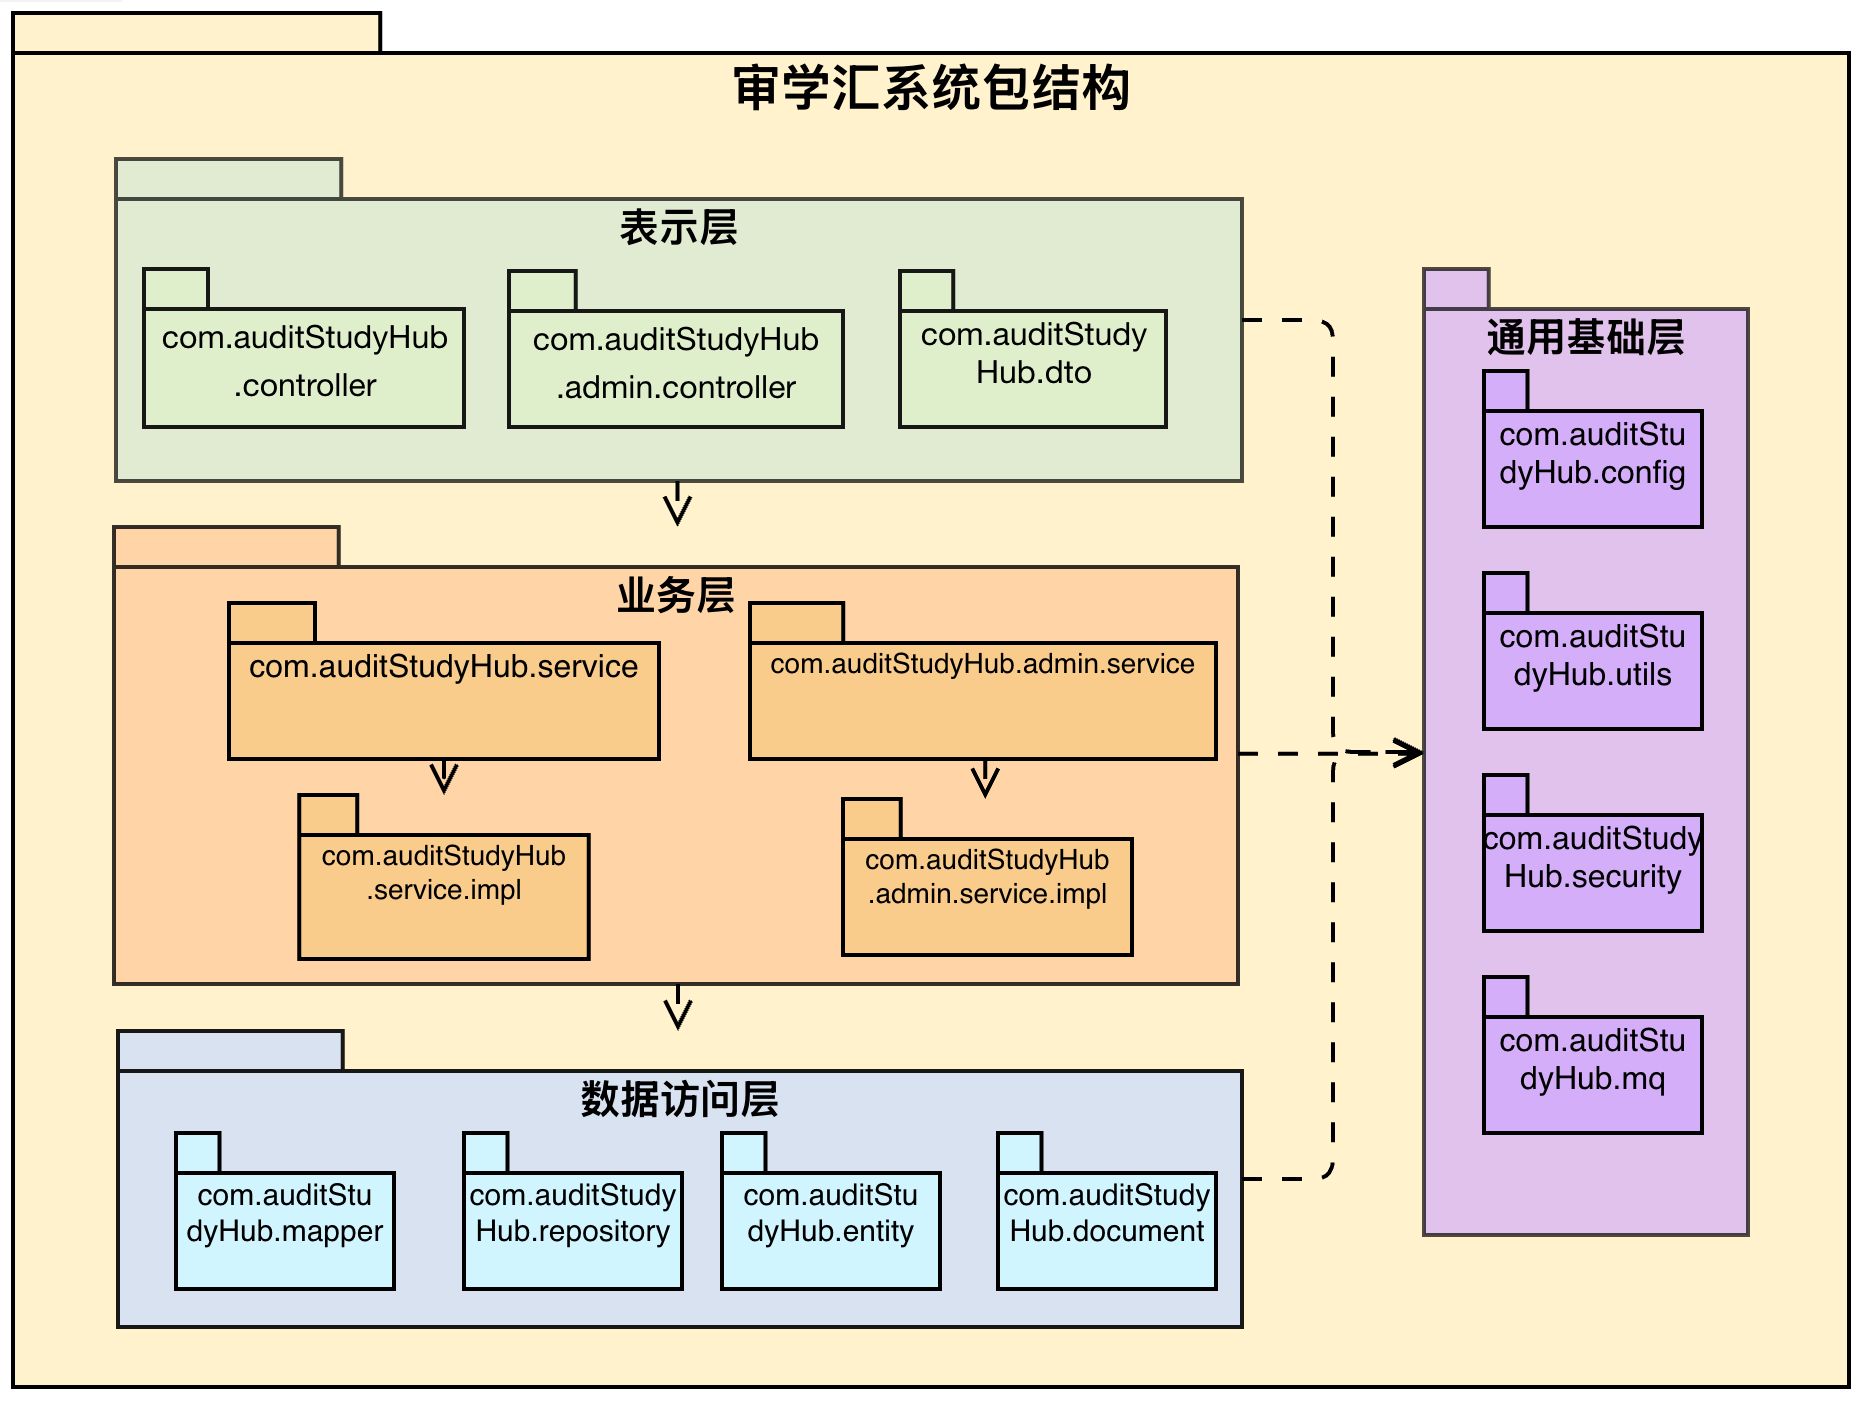 审学汇系统包结构
表示层
com.auditStudyHub
.controller
com.auditStudyHub
.admin.controller
com.auditStudy
Hub.dto
业务层
com.auditStudyHub.service
com.auditStudyHub.admin.service
com.auditStudyHub
.service.impl
com.auditStudyHub
.admin.service.impl
数据访问层
com.auditStu
dyHub.mapper
com.auditStudy
Hub.repository
com.auditStu
dyHub.entity
com.auditStudy
Hub.document
通用基础层
com.auditStu
dyHub.config
com.auditStu
dyHub.utils
com.auditStudy
Hub.security
com.auditStu
dyHub.mq